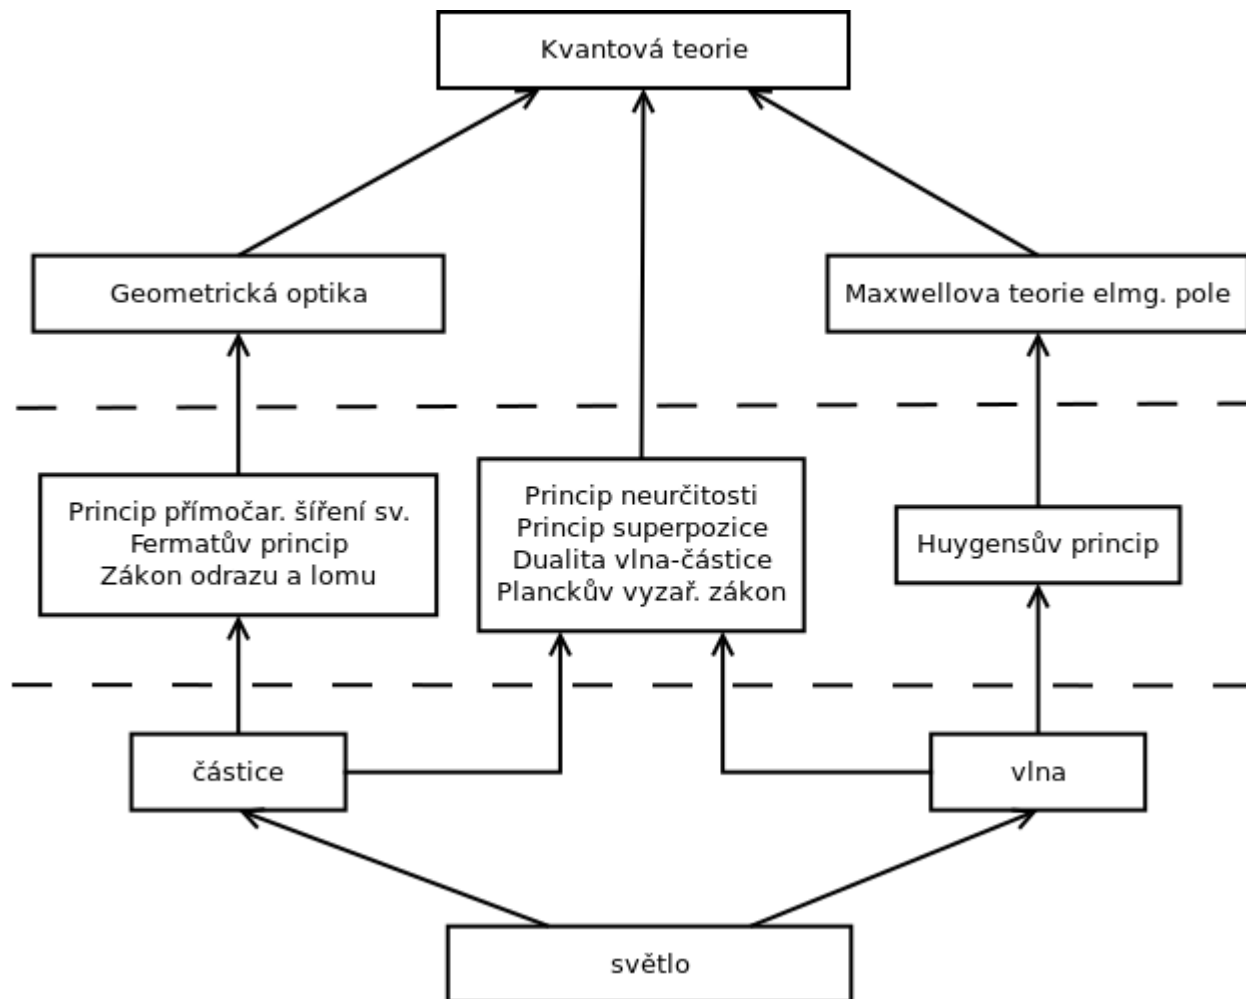 Kvantová teorie
Geometrická optika
Maxwellova teorie elmg. pole
Princip přímočar. šíření sv.
Fermatův princip
Zákon odrazu a lomu
Princip neurčitosti
Princip superpozice
Dualita vlna-částice
Planckův vyzař. zákon
Huygensův princip
částice
vlna
světlo